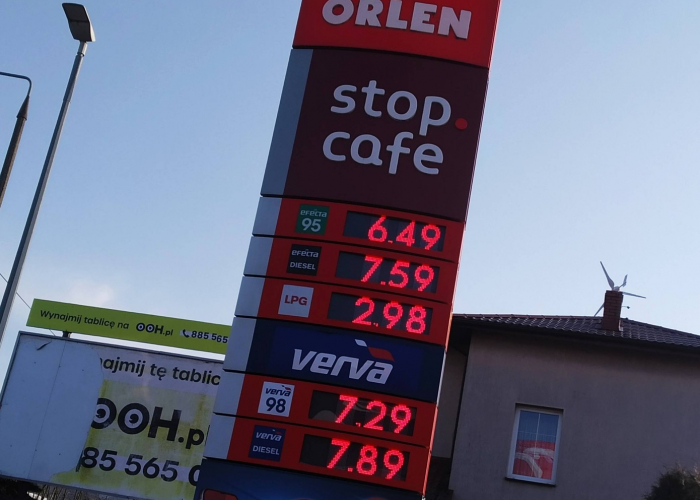 ORLEN
stop.
cafe
efecta
95
6.49
efecta
DIESEL
7.59
LPG
2.98
verva
verva
98
7.29
verva
DIESEL
7.89
Wynajmij tablicę na OOH.pl 885 565
ajmij tę tablic
OOH.p
85 565